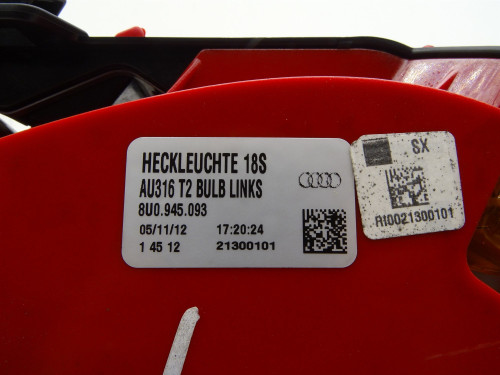 HECKLEUCHTE 18S
AU316 T2 BULB LINKS
8U0.945.093
05/11/12 17:20:24
1 45 12 21300101
SX
RI0021300101